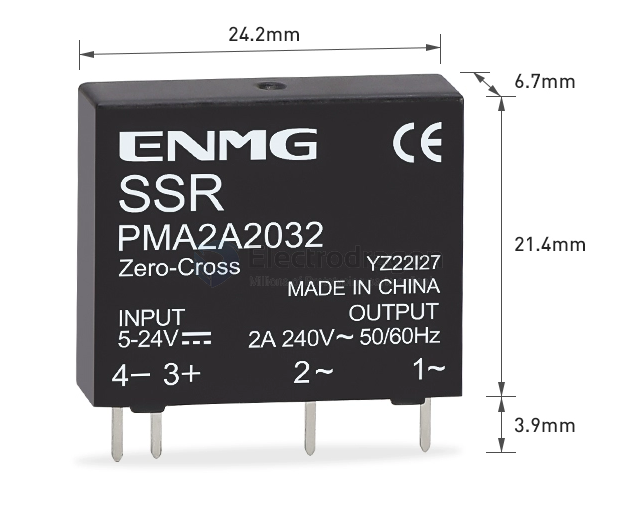 24.2mm
6.7mm
ENMG CE
SSR
PMA2A2032
21.4mm
Zero-Cross YZ22I27
MADE IN CHINA
INPUT OUTPUT
5-24V⎓ 2A 240V~ 50/60Hz
4− 3+ 2~ 1~
3.9mm